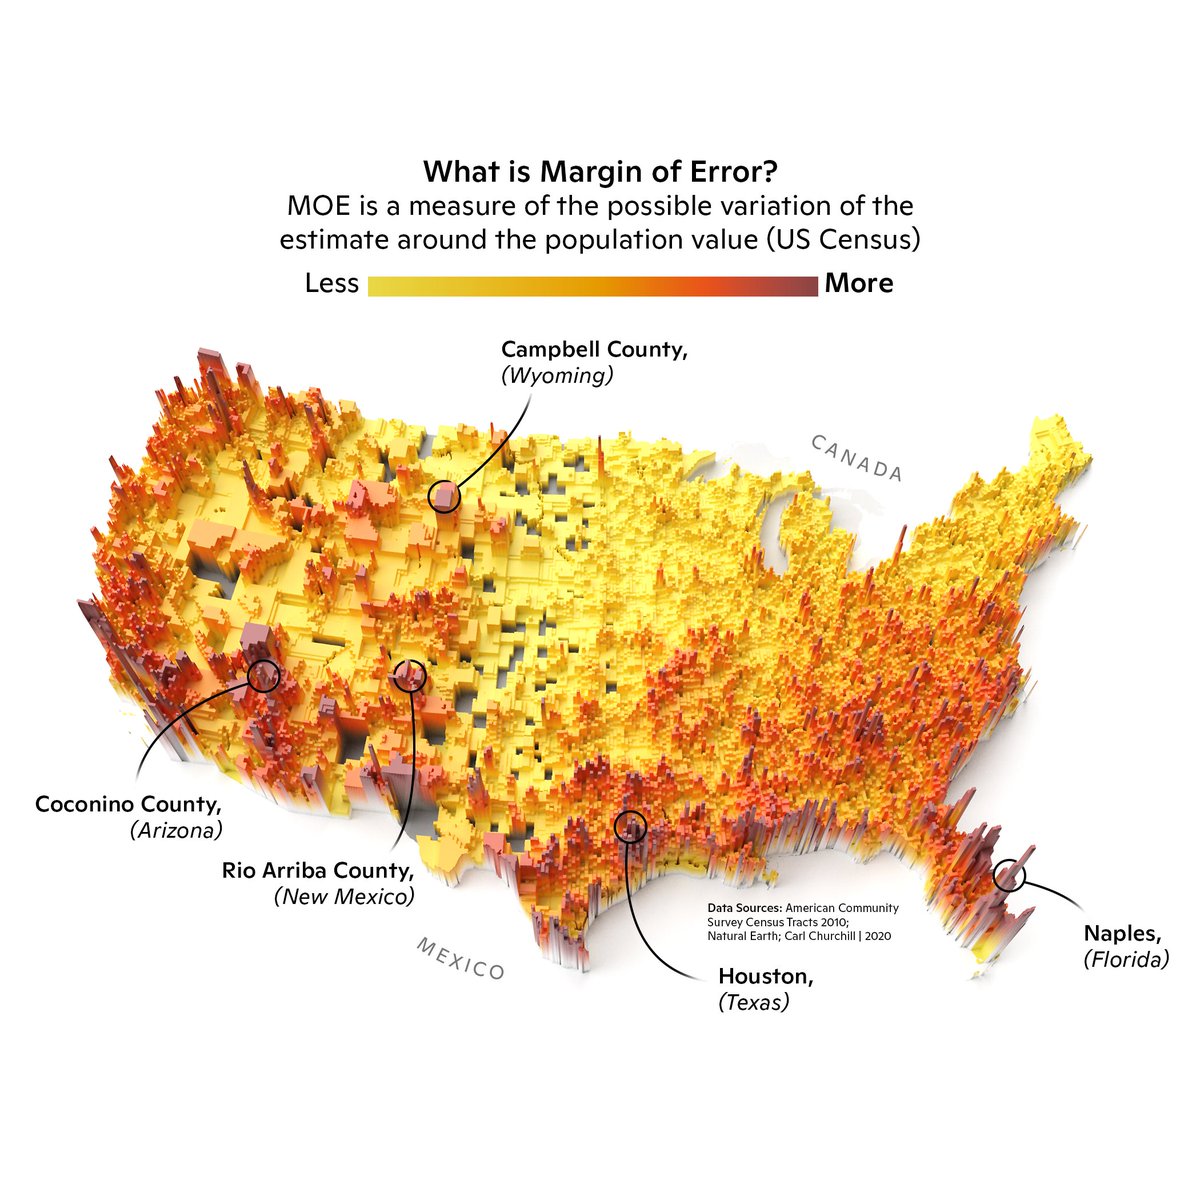 What is Margin of Error?
MOE is a measure of the possible variation of the
estimate around the population value (US Census)
Less
More
Campbell County,
(Wyoming)
CANADA
Coconino County,
(Arizona)
Rio Arriba County,
(New Mexico)
MEXICO
Data Sources: American Community
Survey Census Tracts 2010;
Natural Earth; Carl Churchill | 2020
Houston,
(Texas)
Naples,
(Florida)